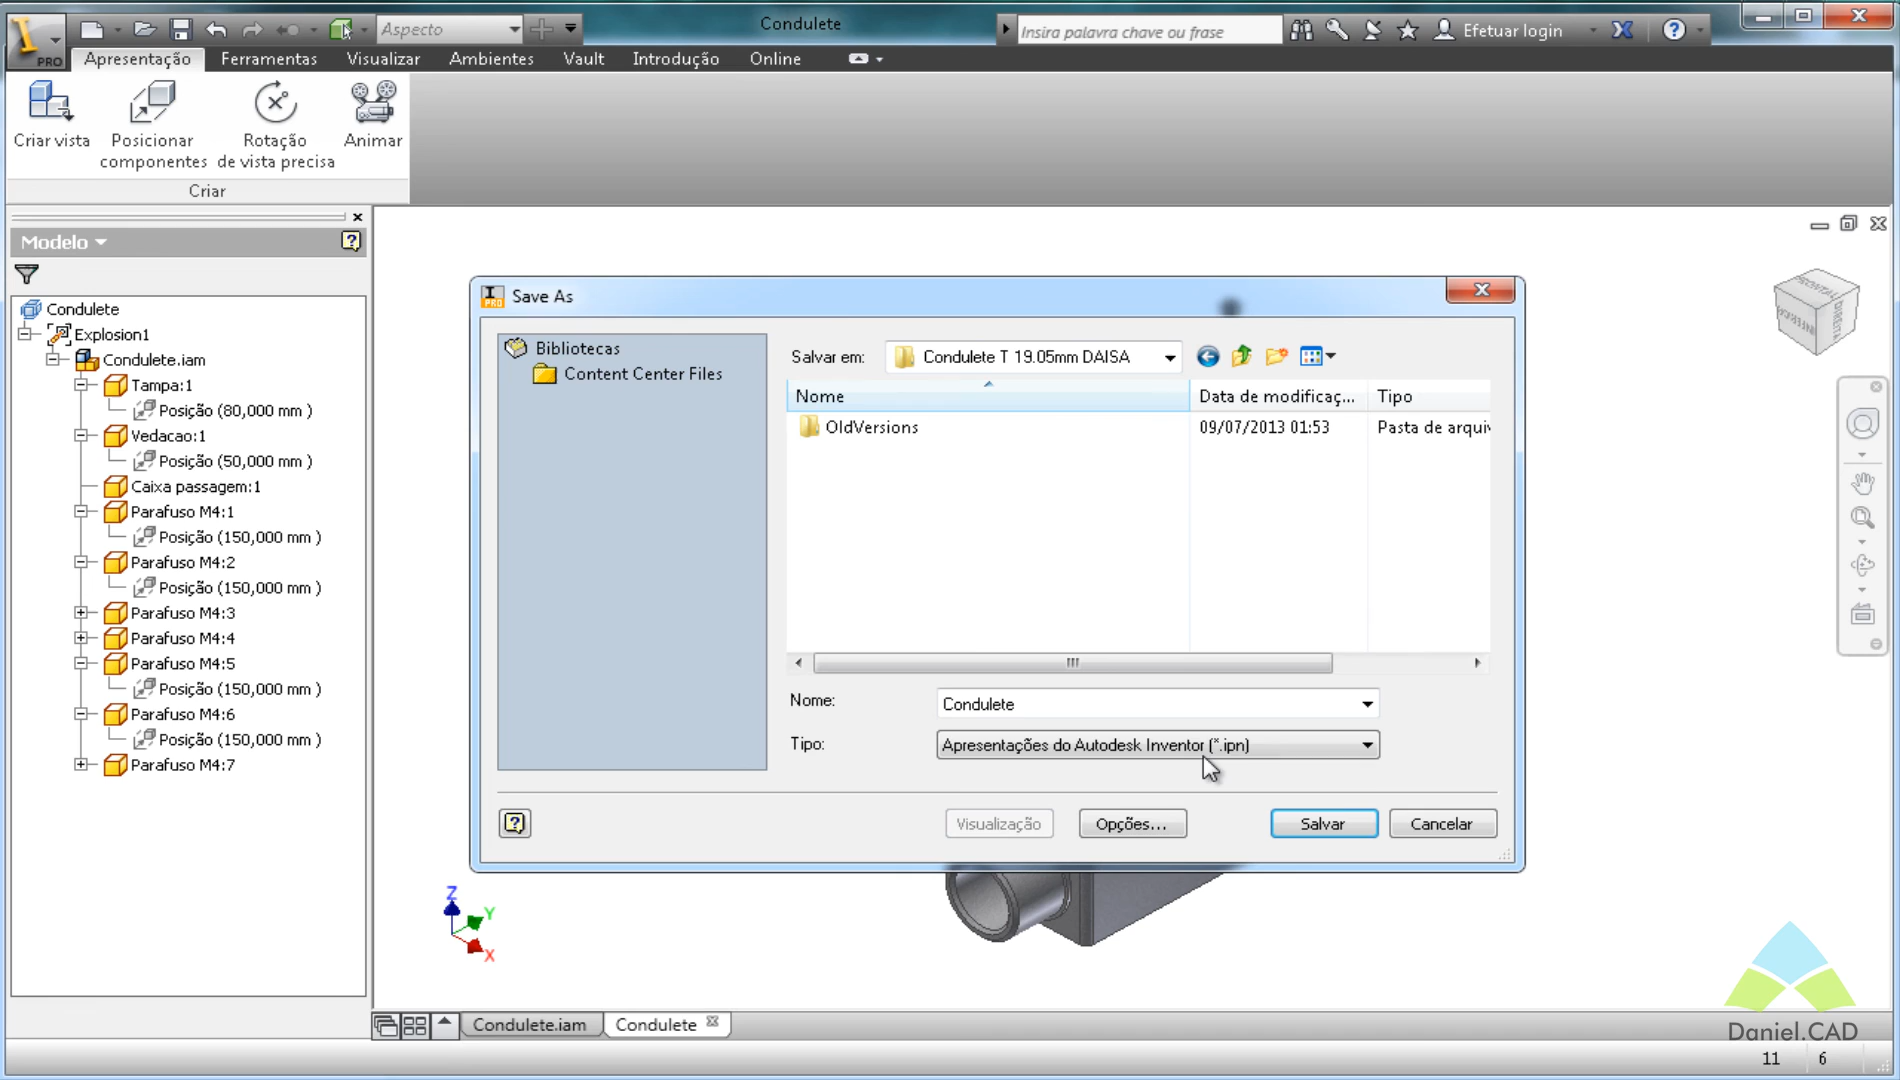 Aspecto
Condulete
Insira palavra chave ou frase
Efetuar login
PRO
Apresentação
Ferramentas
Visualizar
Ambientes
Vault
Introdução
Online
Criar vista
Posicionar
componentes
Rotação
de vista precisa
Animar
Criar
Modelo
Condulete
Explosion1
Condulete.iam
Tampa:1
Posição (80,000 mm )
Vedacao:1
Posição (50,000 mm )
Caixa passagem:1
Parafuso M4:1
Posição (150,000 mm )
Parafuso M4:2
Posição (150,000 mm )
Parafuso M4:3
Parafuso M4:4
Parafuso M4:5
Posição (150,000 mm )
Parafuso M4:6
Posição (150,000 mm )
Parafuso M4:7
Save As
Bibliotecas
Content Center Files
Salvar em:
Condulete T 19.05mm DAISA
Nome
Data de modificaç...
Tipo
OldVersions
09/07/2013 01:53
Pasta de arquiv
Nome:
Condulete
Tipo:
Apresentações do Autodesk Inventor (*.ipn)
Visualização
Opções...
Salvar
Cancelar
FRONTAL
DIREITA
INFERIOR
Z
Y
X
Condulete.iam
Condulete
Daniel.CAD
11
6